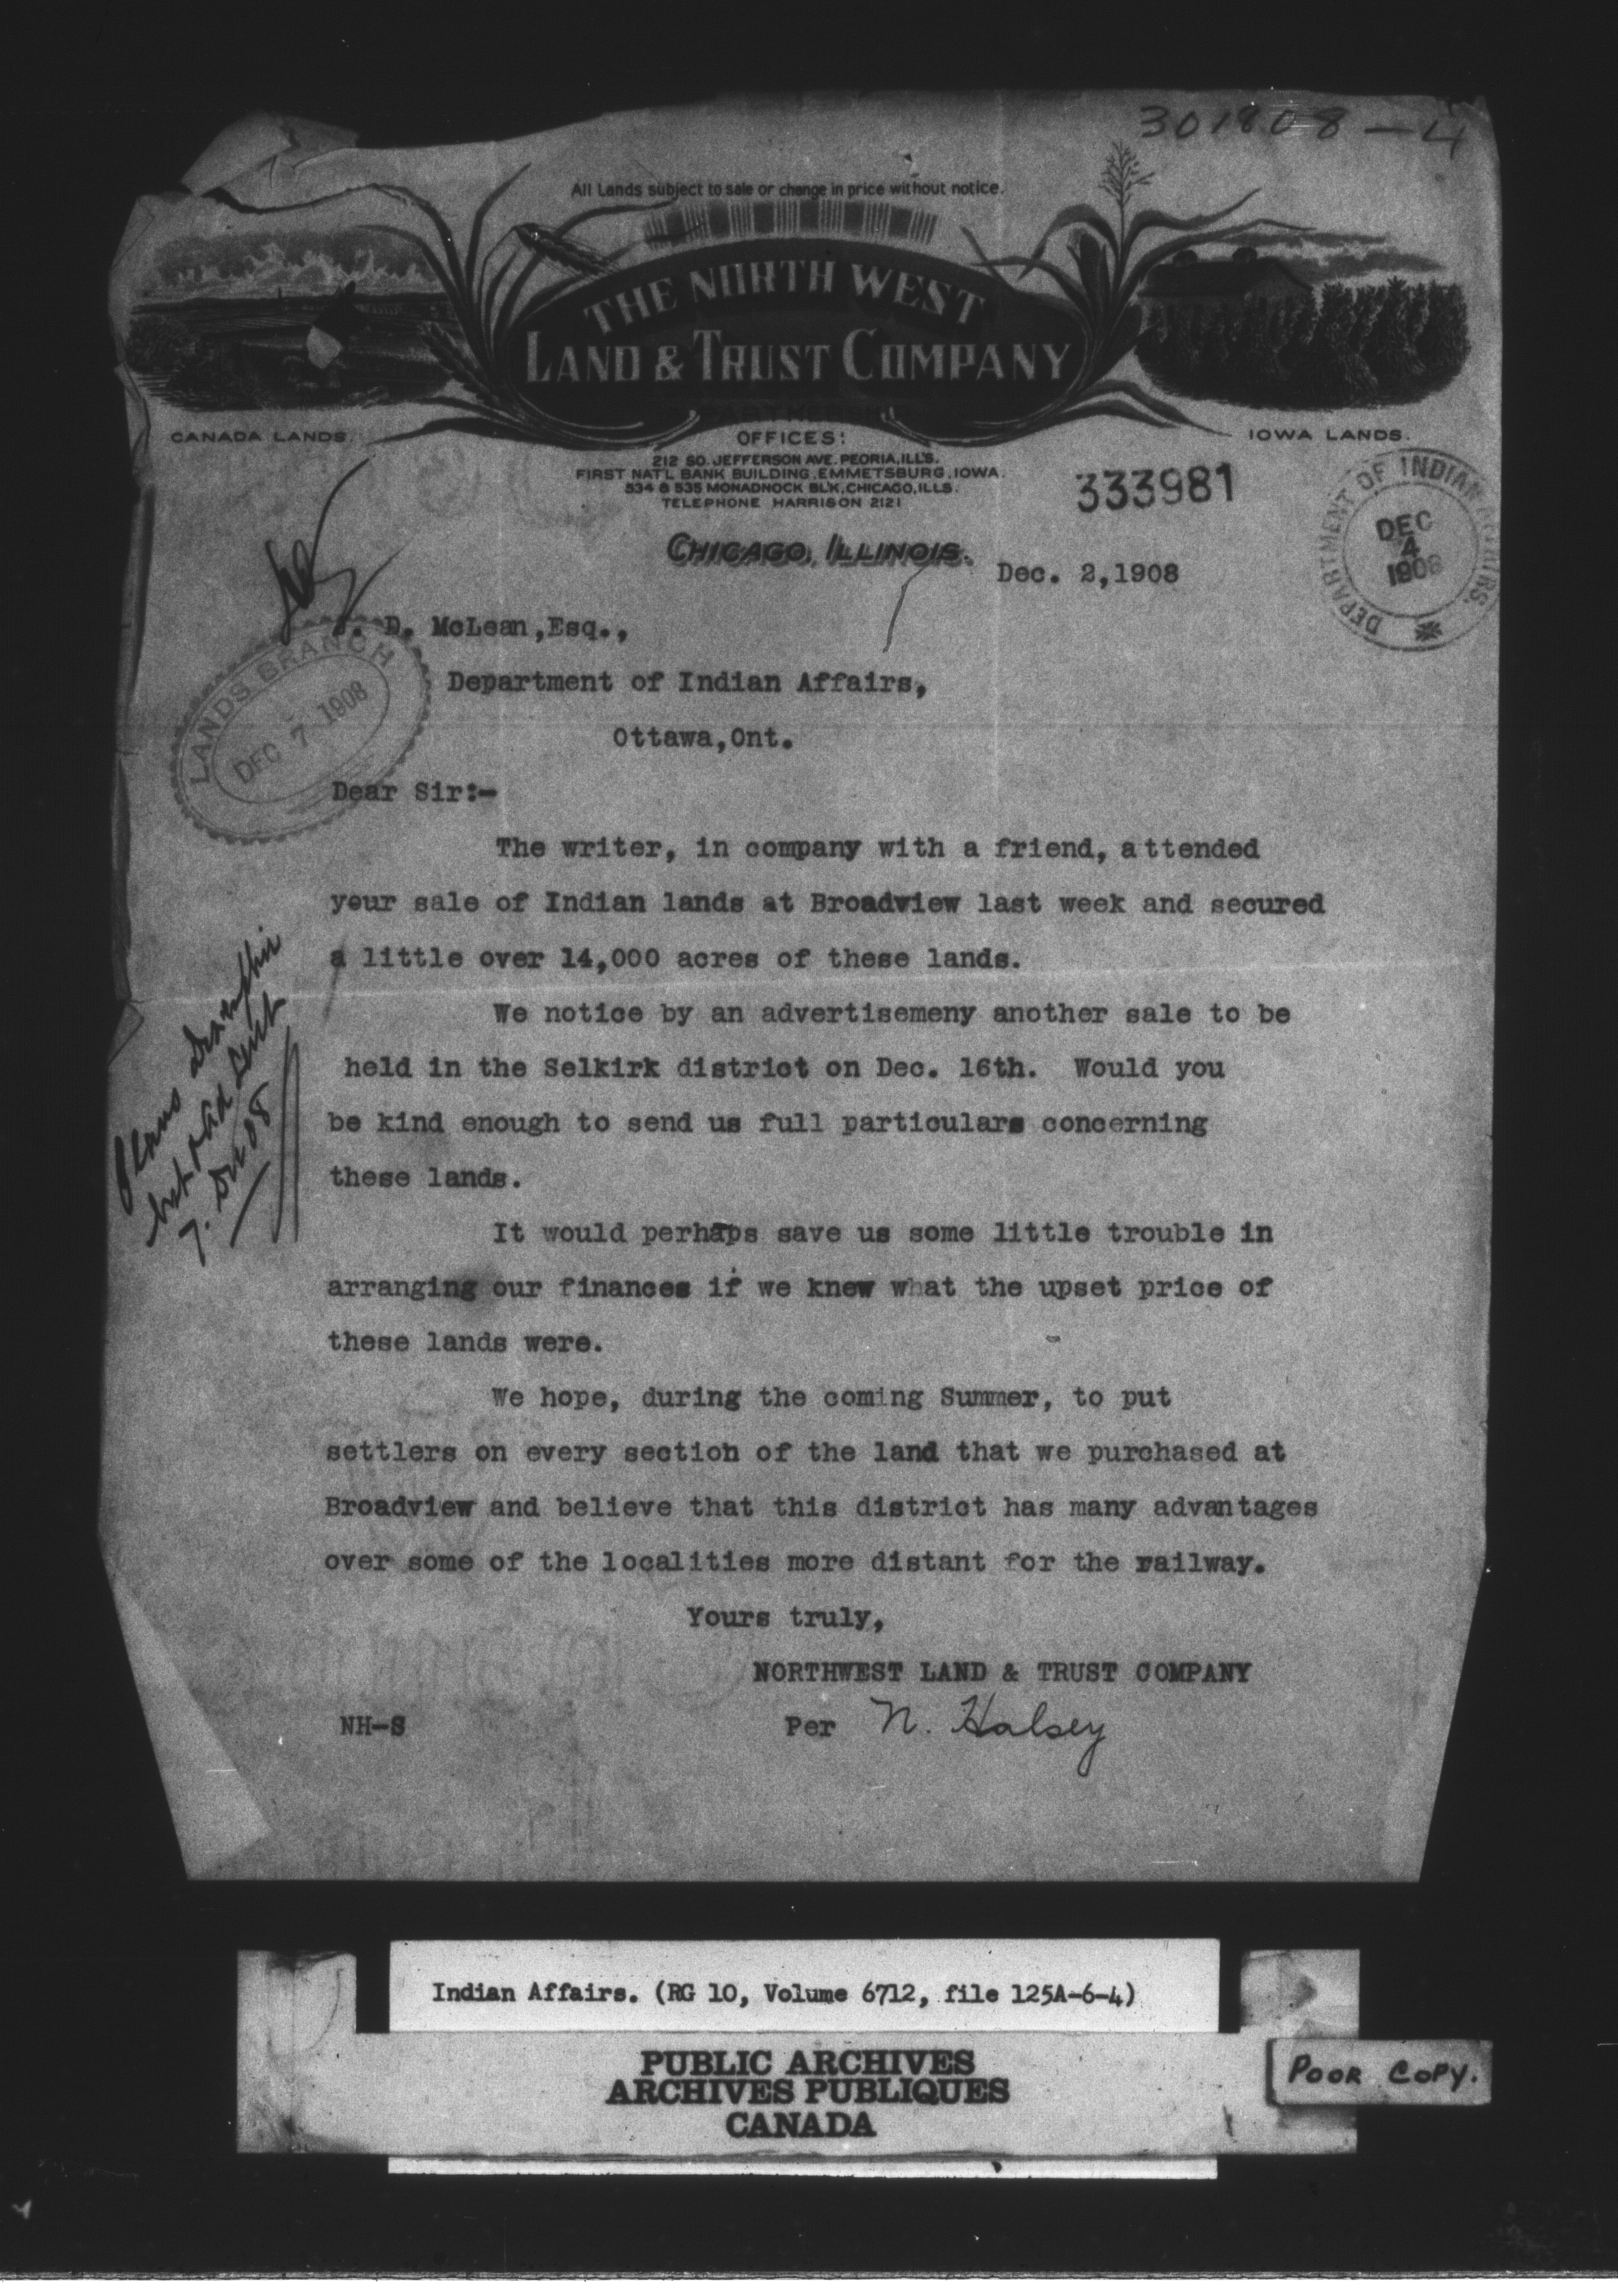 301808-4
All Lands subject to sale or change in price without notice.
THE NORTH WEST
LAND & TRUST COMPANY
A PARTNERSHIP
CANADA LANDS.
IOWA LANDS.
OFFICES:
212 SO. JEFFERSON AVE. PEORIA, ILLS.
FIRST NAT'L BANK BUILDING, EMMETSBURG, IOWA.
534 & 535 MONADNOCK BL'K, CHICAGO, ILLS.
TELEPHONE HARRISON 2121
333981
DEPARTMENT OF INDIAN AFFAIRS.
DEC
4
1908
CHICAGO, ILLINOIS.
Dec. 2,1908
D. McLean,Esq.,
LANDS BRANCH
DEC 7 1908
Department of Indian Affairs,
Ottawa,Ont.
Dear Sir:-
The writer, in company with a friend, attended
your sale of Indian lands at Broadview last week and secured
a little over 14,000 acres of these lands.
We notice by an advertisemeny another sale to be
held in the Selkirk district on Dec. 16th. Would you
be kind enough to send us full particulars concerning
these lands.
It would perhaps save us some little trouble in
arranging our finances if we knew what the upset price of
these lands were.
We hope, during the coming Summer, to put
settlers on every section of the land that we purchased at
Broadview and believe that this district has many advantages
over some of the localities more distant for the railway.
Yours truly,
NORTHWEST LAND & TRUST COMPANY
NH-S
Per N. Halsey
Indian Affairs. (RG 10, Volume 6712, file 125A-6-4)
PUBLIC ARCHIVES
ARCHIVES PUBLIQUES
CANADA
POOR COPY.